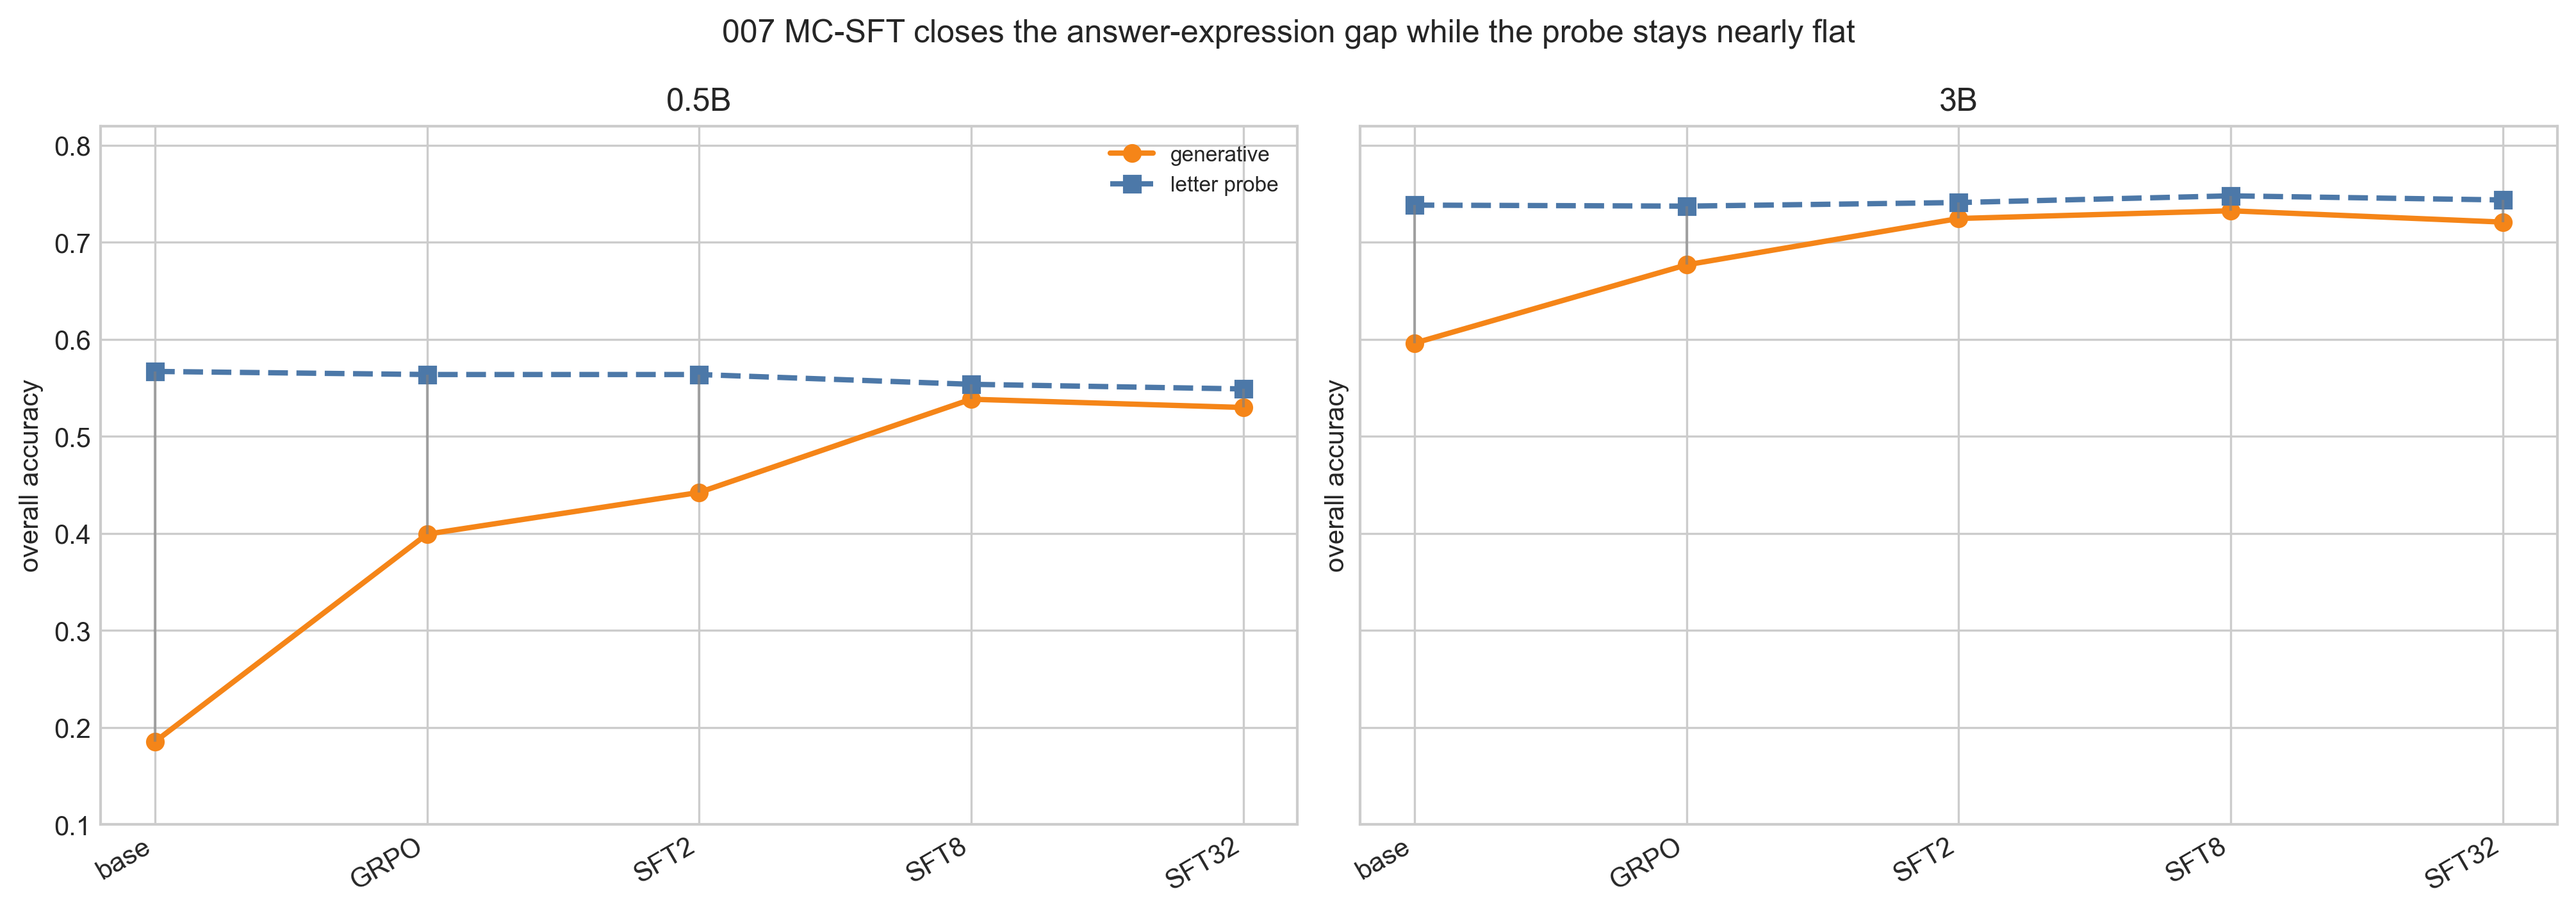 007 MC-SFT closes the answer-expression gap while the probe stays nearly flat
0.5B
generative
letter probe
overall accuracy
0.8
0.7
0.6
0.5
0.4
0.3
0.2
0.1
base
GRPO
SFT2
SFT8
SFT32
3B
overall accuracy
base
GRPO
SFT2
SFT8
SFT32